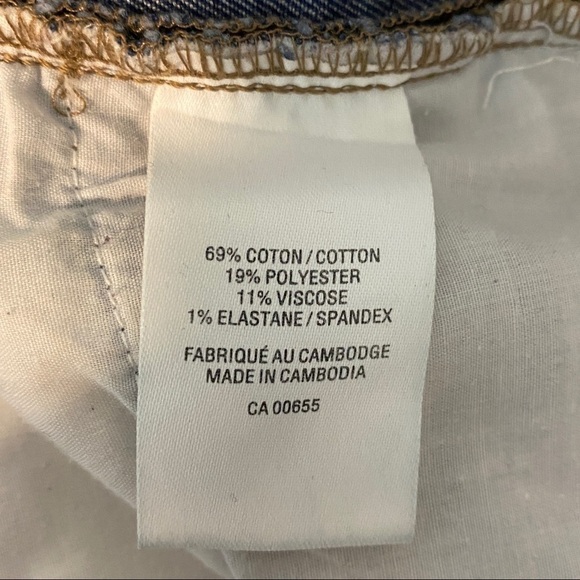 69% COTON / COTTON
19% POLYESTER
11% VISCOSE
1% ELASTANE / SPANDEX
FABRIQUÉ AU CAMBODGE
MADE IN CAMBODIA
CA 00655